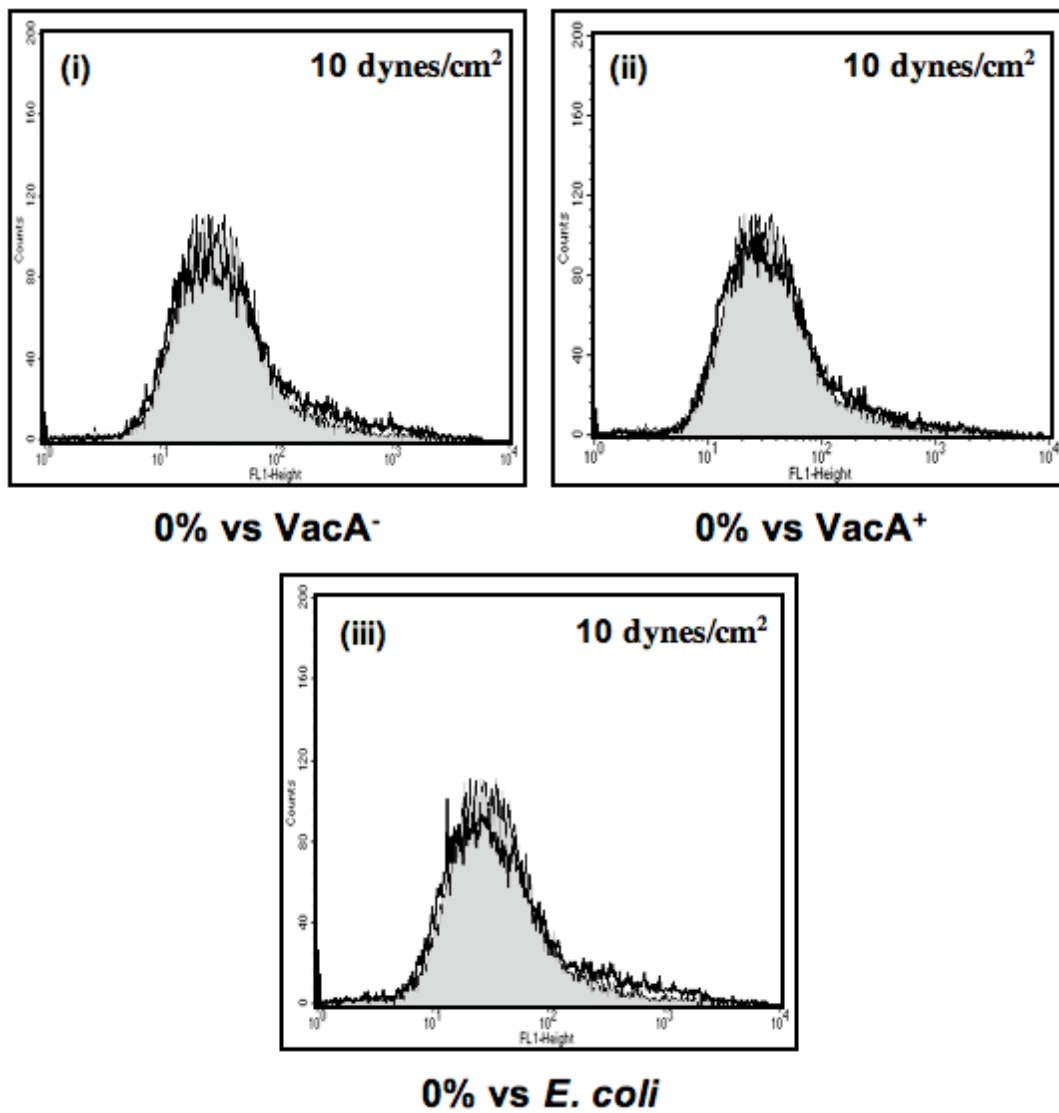 (i) 10 dynes/cm²
200
160
120
80
40
0
Counts
10⁰ 10¹ 10² 10³ 10⁴
FL1-Height
0% vs VacA⁻
(ii) 10 dynes/cm²
200
160
120
80
40
0
Counts
10⁰ 10¹ 10² 10³ 10⁴
FL1-Height
0% vs VacA⁺
(iii) 10 dynes/cm²
200
160
120
80
40
0
Counts
10⁰ 10¹ 10² 10³ 10⁴
FL1-Height
0% vs E. coli